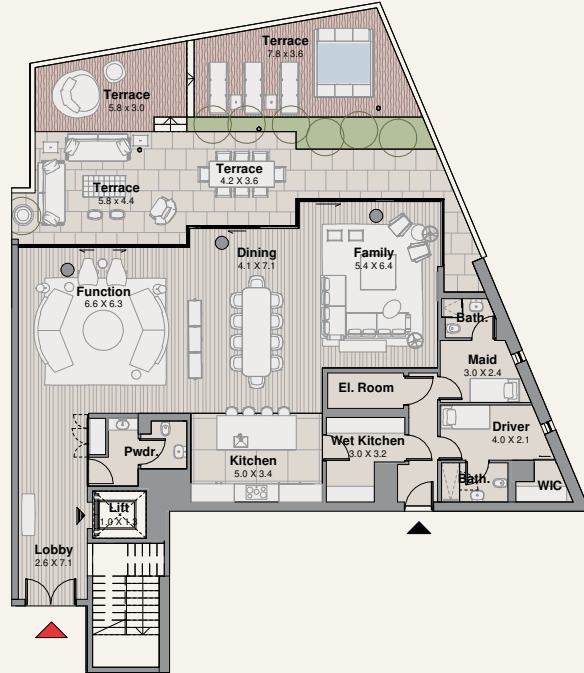 Terrace
7.8 x 3.6
Terrace
5.8 x 3.0
Terrace
4.2 X 3.6
Terrace
5.8 x 4.4
Dining
4.1 X 7.1
Family
5.4 X 6.4
Function
6.6 X 6.3
Bath.
Maid
3.0 X 2.4
El. Room
Driver
4.0 X 2.1
Wet Kitchen
3.0 X 3.2
Pwdr.
Kitchen
5.0 X 3.4
Bath.
WIC
Lift
Lobby
2.6 X 7.1